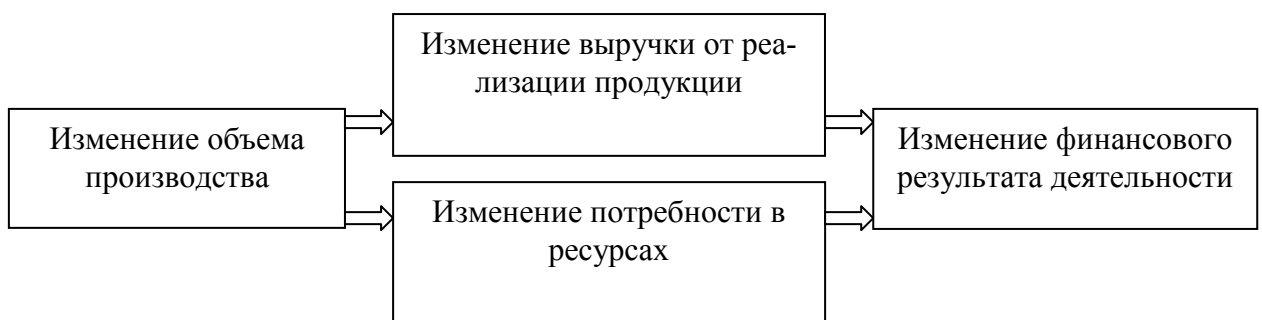 Изменение выручки от реа-
лизации продукции
Изменение объема
производства
Изменение финансового
результата деятельности
Изменение потребности в
ресурсах